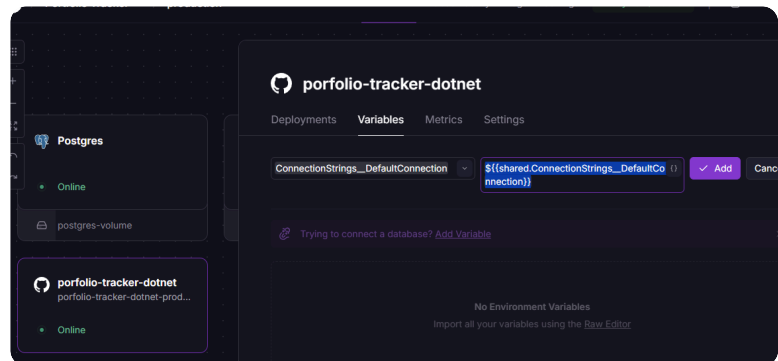 porfolio-tracker-dotnet
Deployments Variables Metrics Settings
Postgres
Online
postgres-volume
ConnectionStrings__DefaultConnection
${{shared.ConnectionStrings__DefaultCo
nnection}}
{}
Add
Trying to connect a database? Add Variable
porfolio-tracker-dotnet
porfolio-tracker-dotnet-prod...
Online
No Environment Variables
Import all your variables using the Raw Editor